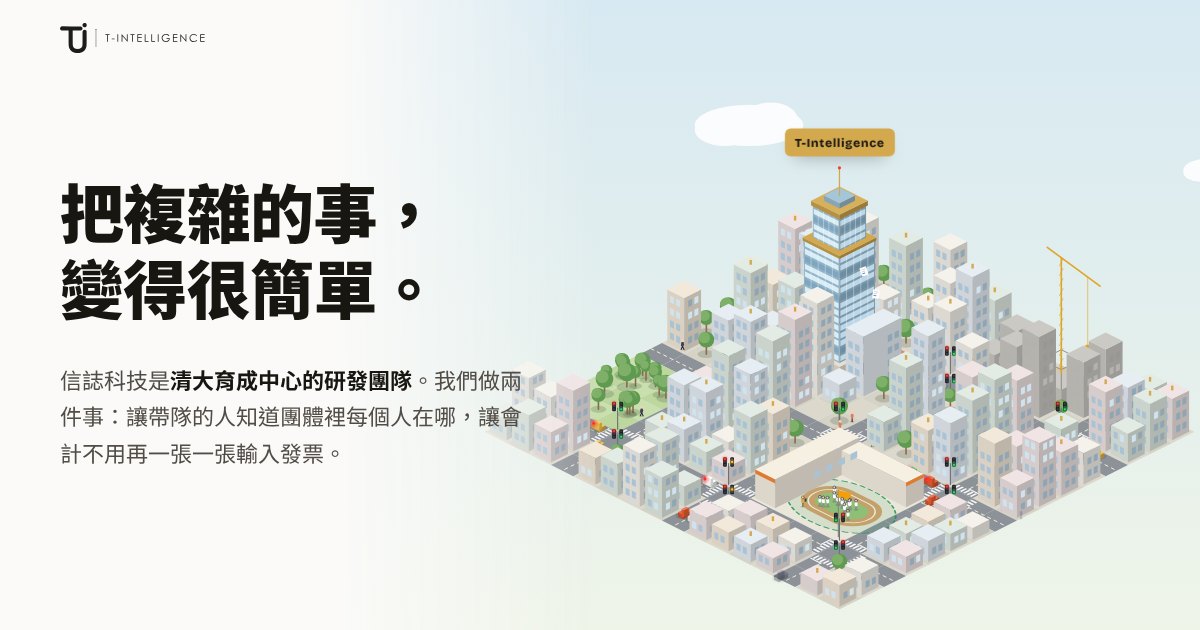 T-INTELLIGENCE
T-Intelligence
把複雜的事，
變得很簡單。
信誌科技是清大育成中心的研發團隊。我們做兩
件事：讓帶隊的人知道團體裡每個人在哪，讓會
計不用再一張一張輸入發票。